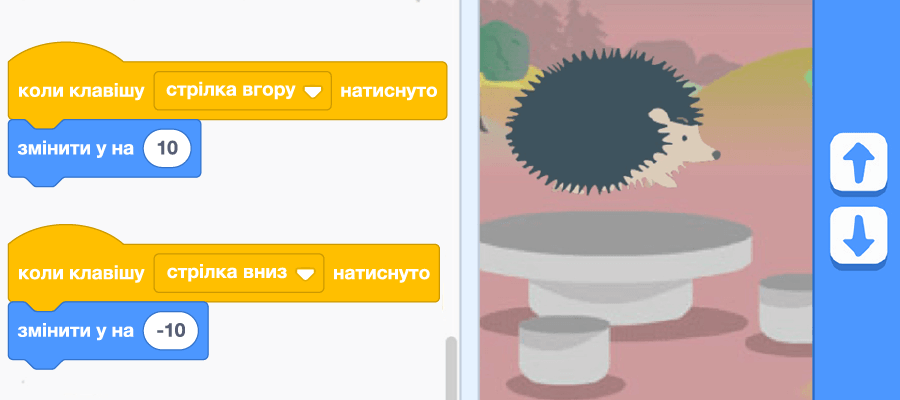 коли клавішу стрілка вгору натиснуто
змінити y на 10
коли клавішу стрілка вниз натиснуто
змінити y на -10